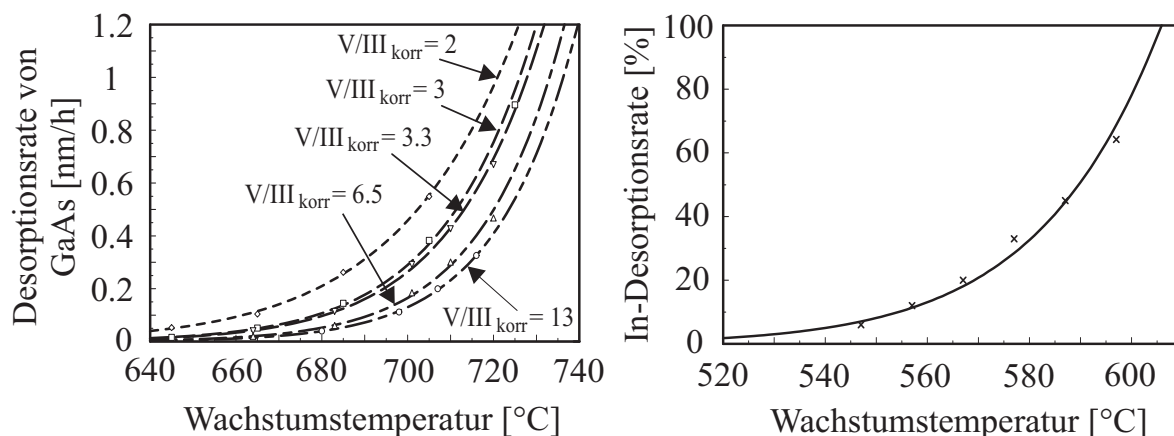 Desorptionsrate von
GaAs [nm/h]
1.2
1
0.8
0.6
0.4
0.2
0
V/III korr = 2
V/III korr = 3
V/III korr = 3.3
V/III korr = 6.5
V/III korr = 13
640 660 680 700 720 740
Wachstumstemperatur [°C]
In-Desorptionsrate [%]
100
80
60
40
20
0
520 540 560 580 600
Wachstumstemperatur [°C]